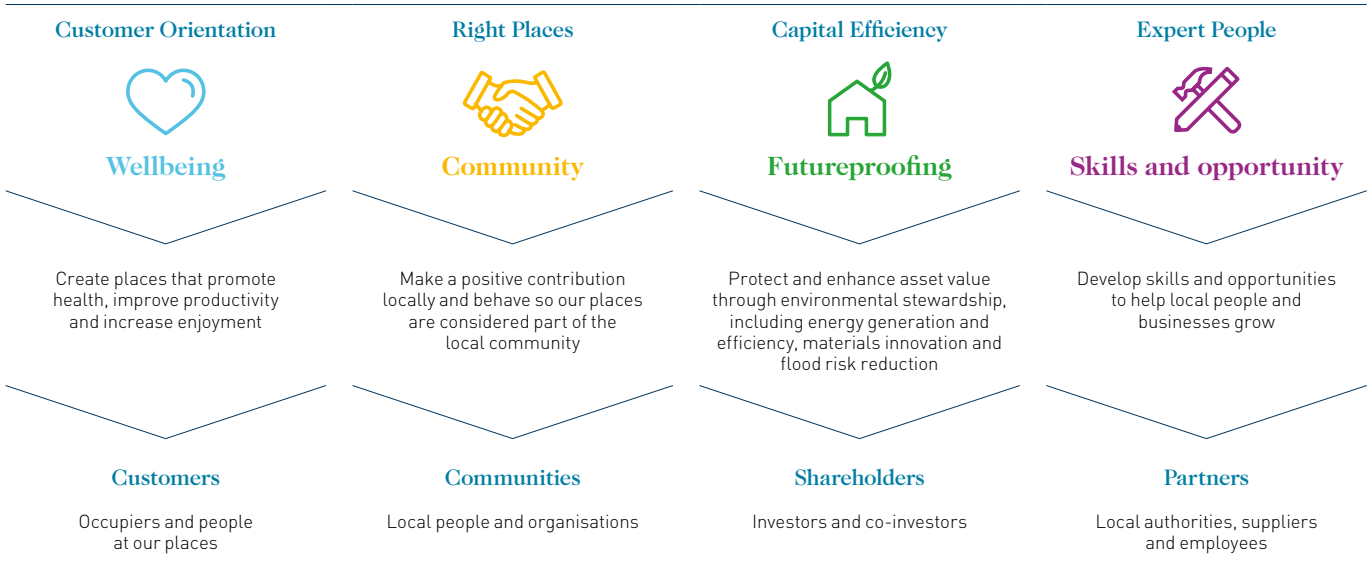 Customer Orientation
Wellbeing
Create places that promote
health, improve productivity
and increase enjoyment
Customers
Occupiers and people
at our places
Right Places
Community
Make a positive contribution
locally and behave so our places
are considered part of the
local community
Communities
Local people and organisations
Capital Efficiency
Futureproofing
Protect and enhance asset value
through environmental stewardship,
including energy generation and
efficiency, materials innovation and
flood risk reduction
Shareholders
Investors and co-investors
Expert People
Skills and opportunity
Develop skills and opportunities
to help local people and
businesses grow
Partners
Local authorities, suppliers
and employees